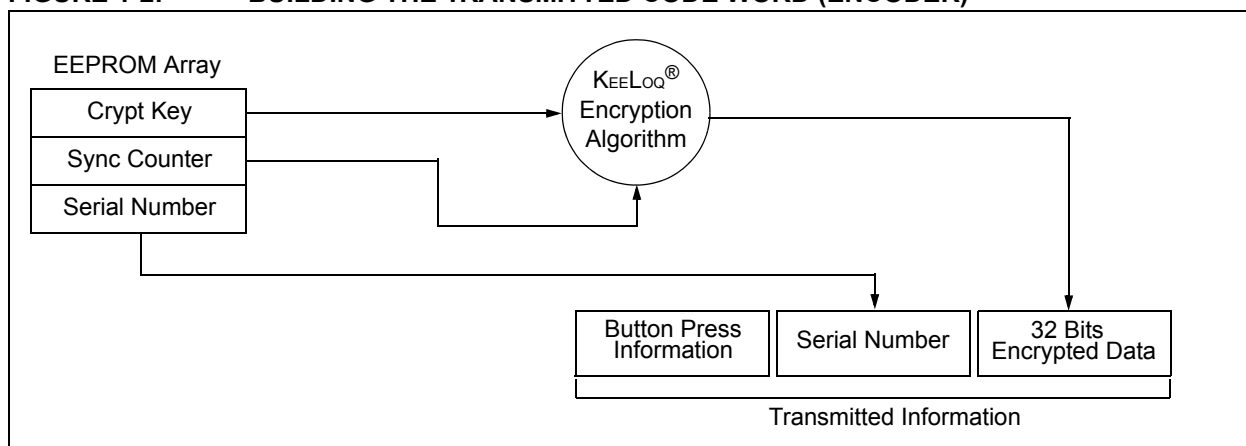 FIGURE 1-2: BUILDING THE TRANSMITTED CODE WORD (ENCODER)
EEPROM Array
Crypt Key
Sync Counter
Serial Number
KEELOQ®
Encryption
Algorithm
Button Press
Information
Serial Number
32 Bits
Encrypted Data
Transmitted Information